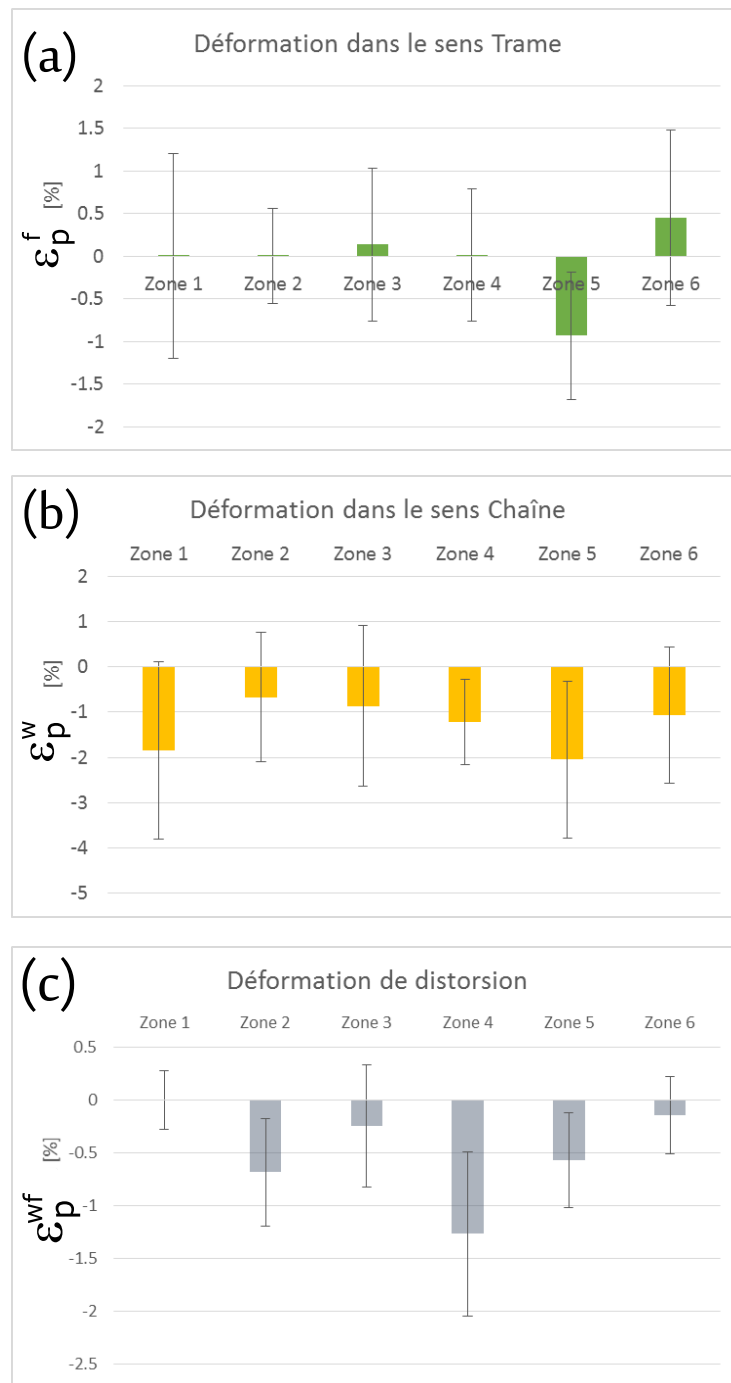 (a)
Déformation dans le sens Trame
2
1.5
1
0.5
0
-0.5
-1
-1.5
-2
εpf [%]
Zone 1 Zone 2 Zone 3 Zone 4 Zone 5 Zone 6
(b)
Déformation dans le sens Chaîne
Zone 1 Zone 2 Zone 3 Zone 4 Zone 5 Zone 6
2
1
0
-1
-2
-3
-4
-5
εpw [%]
(c)
Déformation de distorsion
Zone 1 Zone 2 Zone 3 Zone 4 Zone 5 Zone 6
0.5
0
-0.5
-1
-1.5
-2
-2.5
εpwf [%]